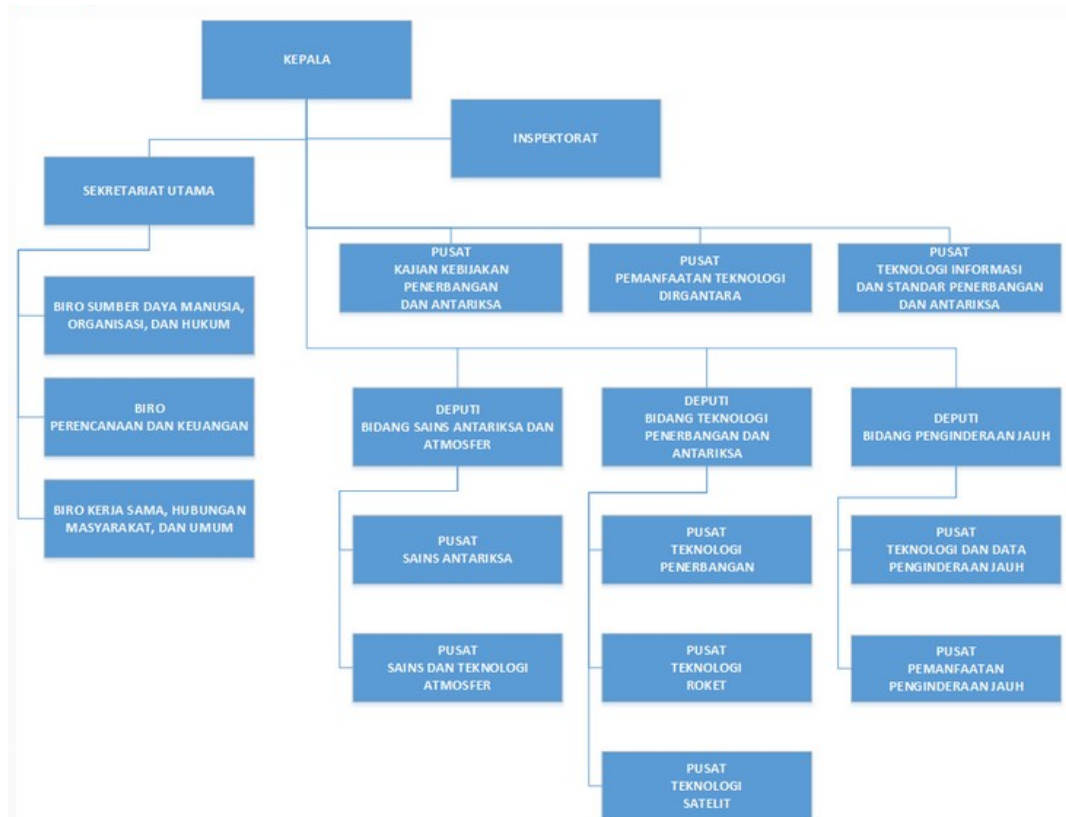 KEPALA
INSPEKTORAT
SEKRETARIAT UTAMA
BIRO SUMBER DAYA MANUSIA,
ORGANISASI, DAN HUKUM
BIRO
PERENCANAAN DAN KEUANGAN
BIRO KERJA SAMA, HUBUNGAN
MASYARAKAT, DAN UMUM
PUSAT
KAJIAN KEBIJAKAN
PENERBANGAN
DAN ANTARIKSA
PUSAT
PEMANFAATAN TEKNOLOGI
DIRGANTARA
PUSAT
TEKNOLOGI INFORMASI
DAN STANDAR PENERBANGAN
DAN ANTARIKSA
DEPUTI
BIDANG SAINS ANTARIKSA DAN
ATMOSFER
PUSAT
SAINS ANTARIKSA
PUSAT
SAINS DAN TEKNOLOGI
ATMOSFER
DEPUTI
BIDANG TEKNOLOGI
PENERBANGAN DAN
ANTARIKSA
PUSAT
TEKNOLOGI
PENERBANGAN
PUSAT
TEKNOLOGI
ROKET
PUSAT
TEKNOLOGI
SATELIT
DEPUTI
BIDANG PENGINDERAAN JAUH
PUSAT
TEKNOLOGI DAN DATA
PENGINDERAAN JAUH
PUSAT
PEMANFAATAN
PENGINDERAAN JAUH